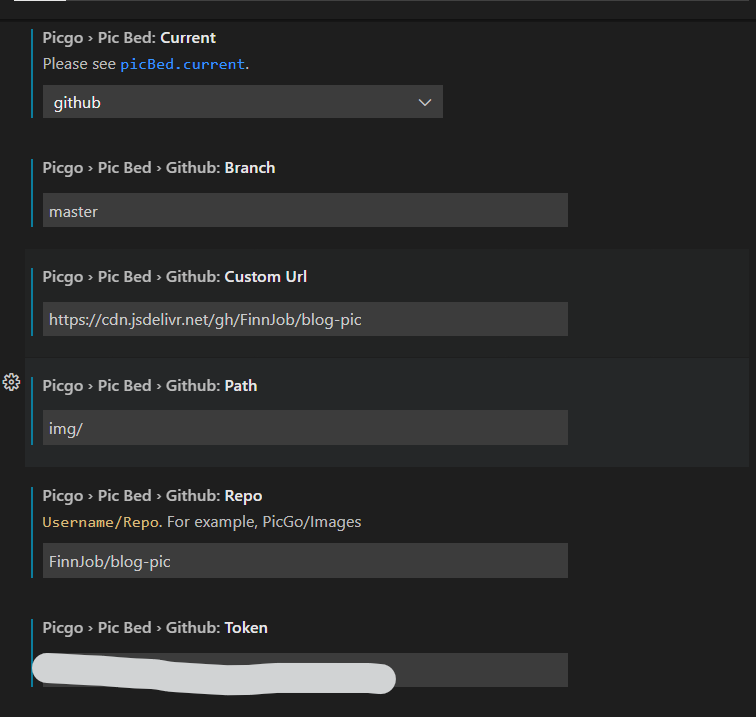 Picgo › Pic Bed: Current
Please see picBed.current.
github
Picgo › Pic Bed › Github: Branch
master
Picgo › Pic Bed › Github: Custom Url
https://cdn.jsdelivr.net/gh/FinnJob/blog-pic
Picgo › Pic Bed › Github: Path
img/
Picgo › Pic Bed › Github: Repo
Username/Repo. For example, PicGo/Images
FinnJob/blog-pic
Picgo › Pic Bed › Github: Token